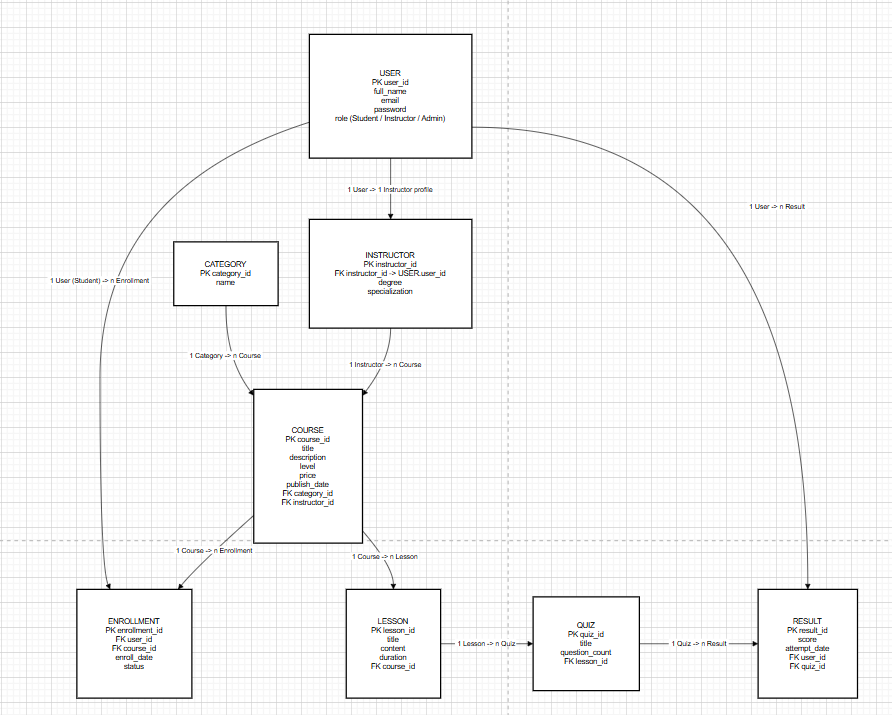 USER
PK user_id
full_name
email
password
role (Student / Instructor / Admin)
1 User -> 1 Instructor profile
1 User -> n Result
INSTRUCTOR
PK instructor_id
FK instructor_id -> USER.user_id
degree
specialization
CATEGORY
PK category_id
name
1 User (Student) -> n Enrollment
1 Category -> n Course
1 Instructor -> n Course
COURSE
PK course_id
title
description
level
price
publish_date
FK category_id
FK instructor_id
1 Course -> n Enrollment
1 Course -> n Lesson
ENROLLMENT
PK enrollment_id
FK user_id
FK course_id
enroll_date
status
LESSON
PK lesson_id
title
content
duration
FK course_id
1 Lesson -> n Quiz
QUIZ
PK quiz_id
title
question_count
FK lesson_id
1 Quiz -> n Result
RESULT
PK result_id
score
attempt_date
FK user_id
FK quiz_id